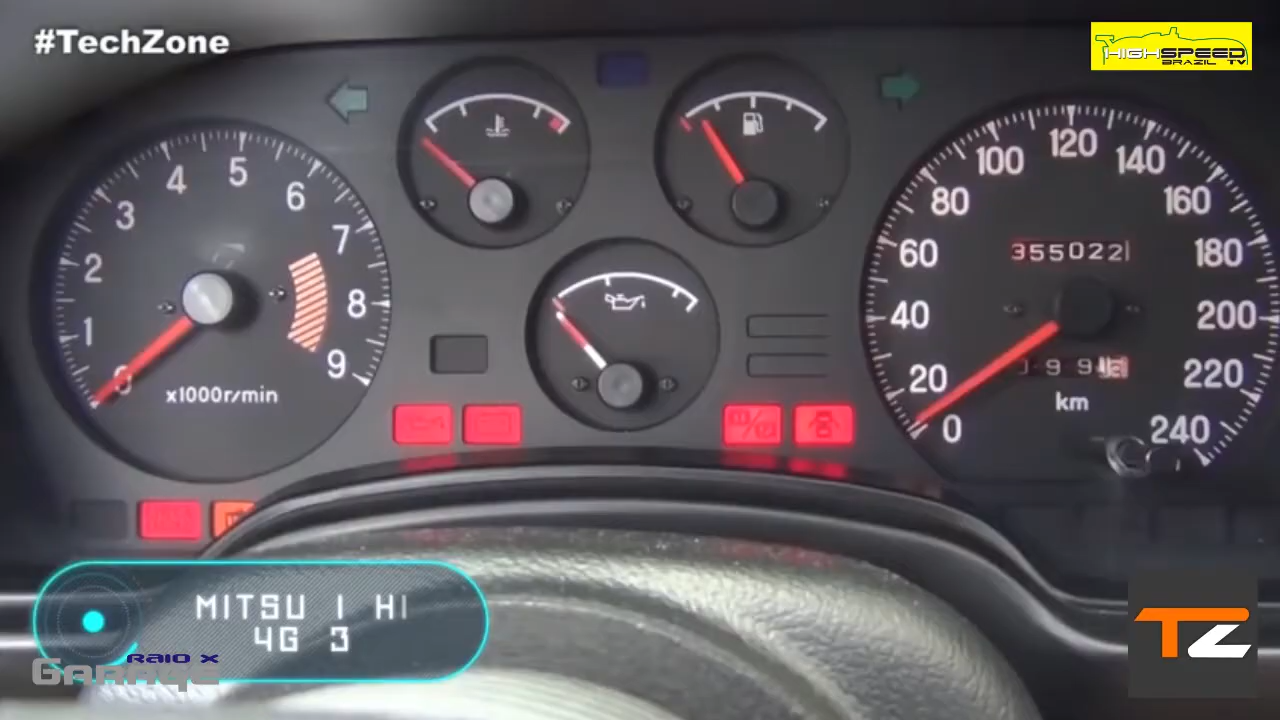 #TechZone
HIGHSPEED
BRAZIL TV
0
1
2
3
4
5
6
7
8
9
x1000r/min
0
20
40
60
80
100
120
140
160
180
200
220
240
355022
km
MITSU I HI
4G 3
RAIO X
GARAGE
TZ